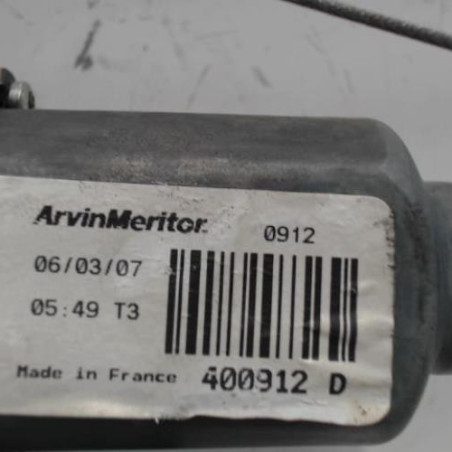 ArvinMeritor. 0912
06/03/07
05:49 T3
Made in France 400912 D